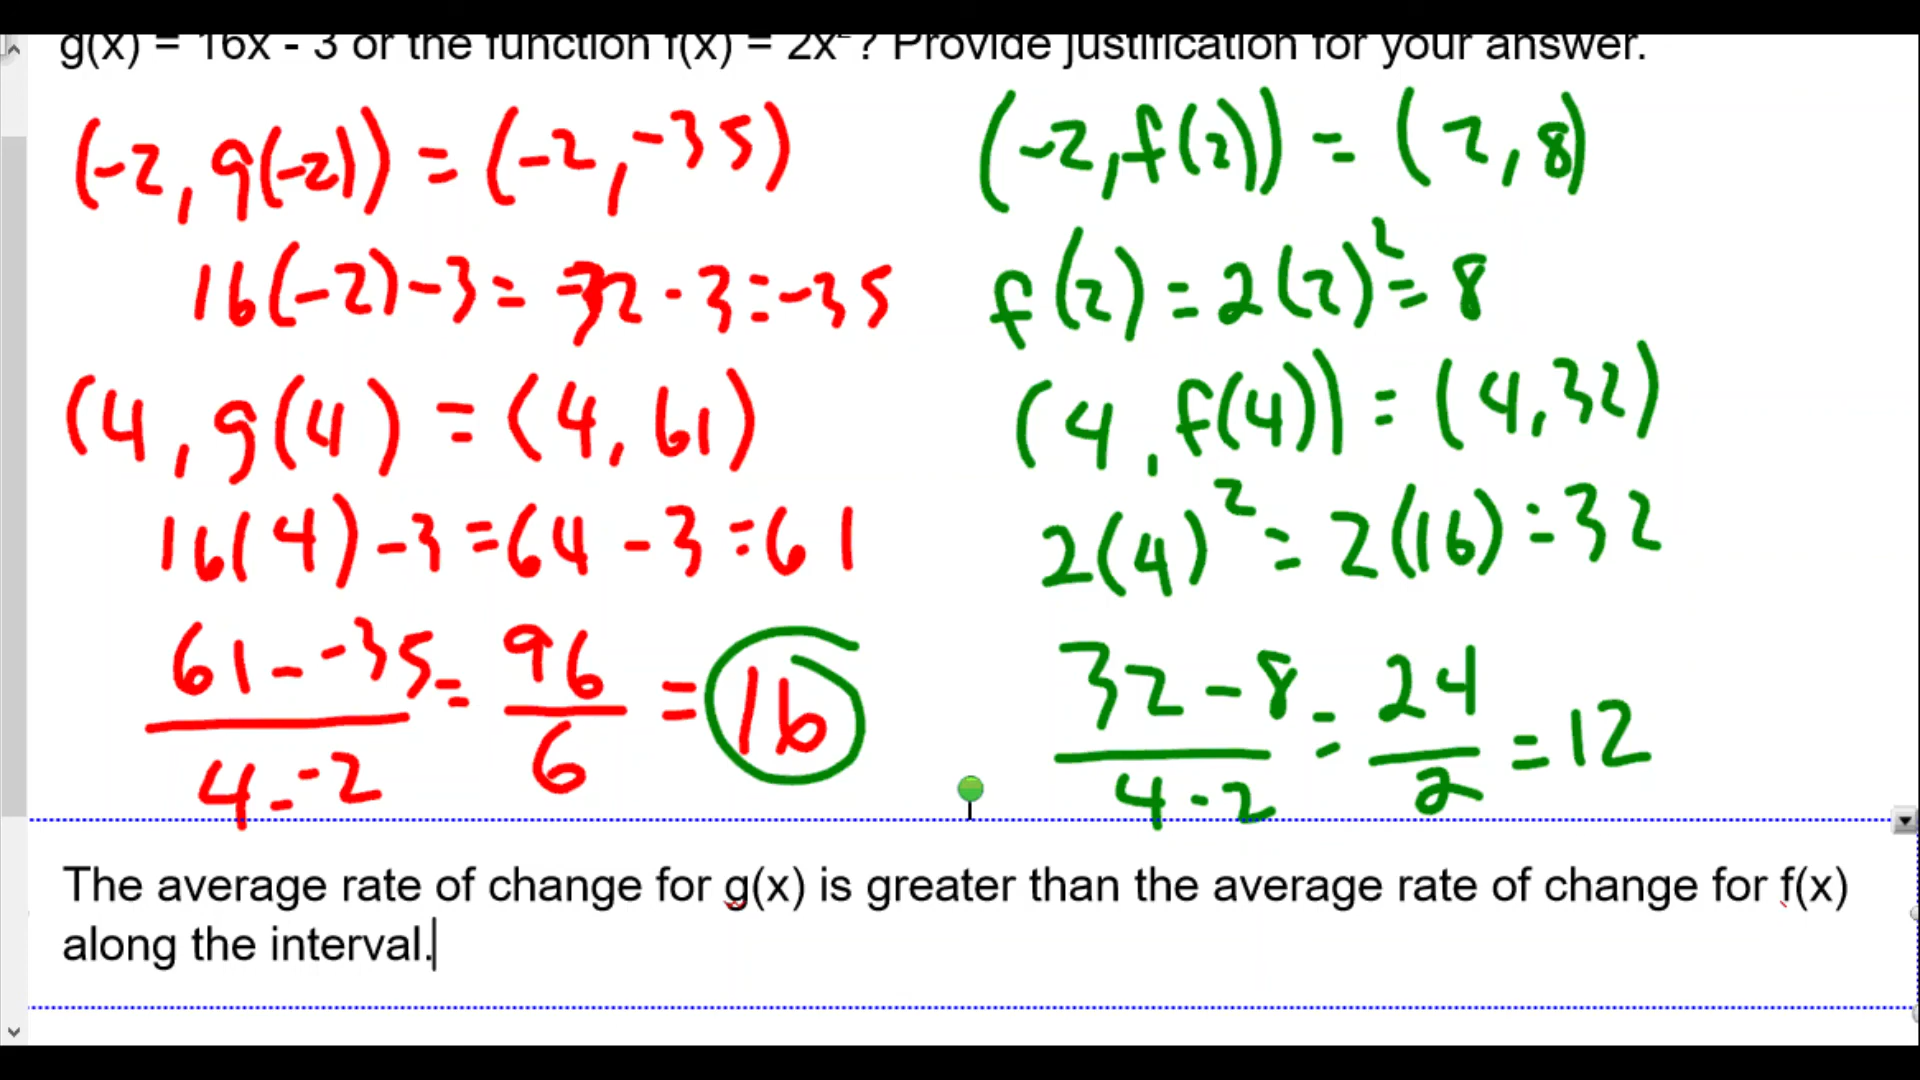 g(x) = 16x - 3 or the function f(x) = 2x²? Provide justification for your answer.
(-2, g(-2)) = (-2, -35)
16(-2) - 3 = -32 - 3 = -35
(4, g(4) = (4, 61)
16(4) - 3 = 64 - 3 = 61
61 - -35 / 4 - -2 = 96 / 6 = 16
(-2, f(2)) = (2, 8)
f(2) = 2(2)² = 8
(4, f(4)) = (4, 32)
2(4)² = 2(16) = 32
32 - 8 / 4 - 2 = 24 / 2 = 12
The average rate of change for g(x) is greater than the average rate of change for f(x)
along the interval.